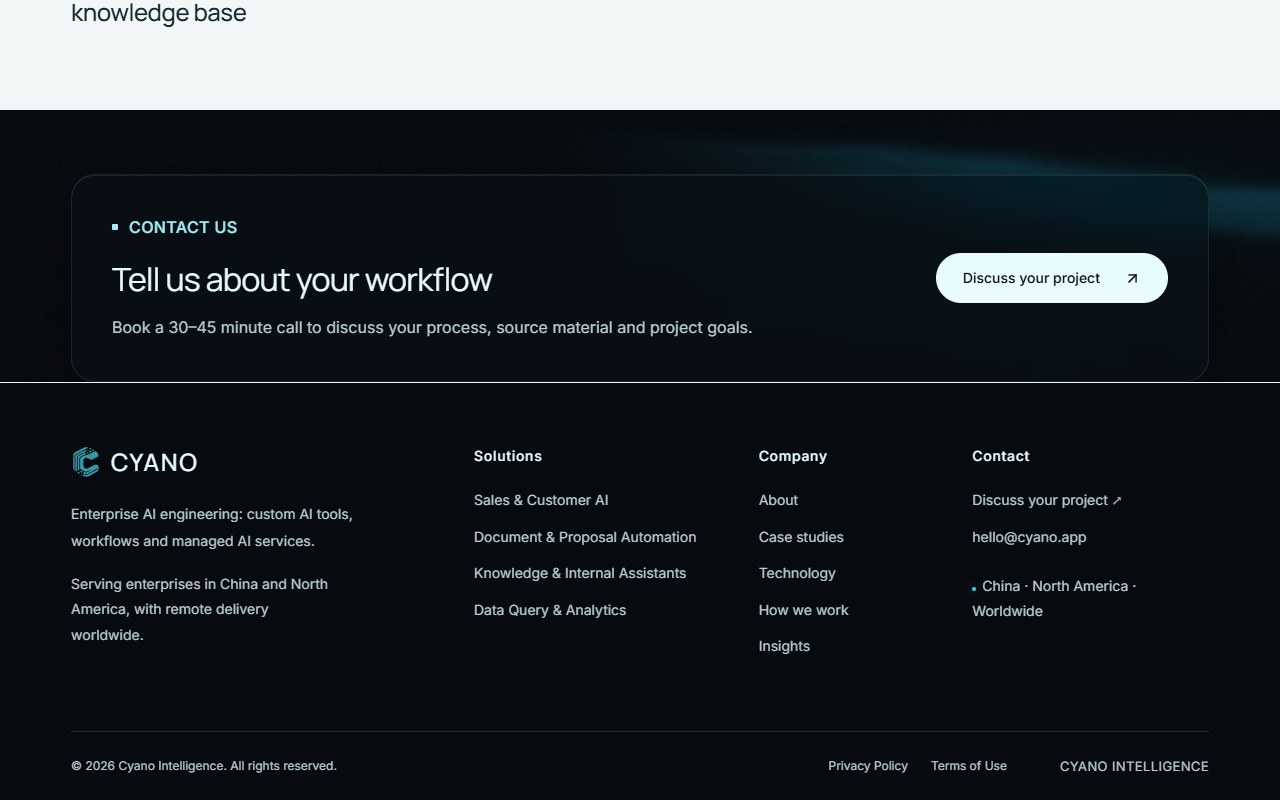 knowledge base
CONTACT US
Tell us about your workflow
Book a 30–45 minute call to discuss your process, source material and project goals.
Discuss your project
CYANO
Enterprise AI engineering: custom AI tools,
workflows and managed AI services.
Serving enterprises in China and North
America, with remote delivery
worldwide.
Solutions
Sales & Customer AI
Document & Proposal Automation
Knowledge & Internal Assistants
Data Query & Analytics
Company
About
Case studies
Technology
How we work
Insights
Contact
Discuss your project ↗
hello@cyano.app
China · North America ·
Worldwide
© 2026 Cyano Intelligence. All rights reserved.
Privacy Policy
Terms of Use
CYANO INTELLIGENCE